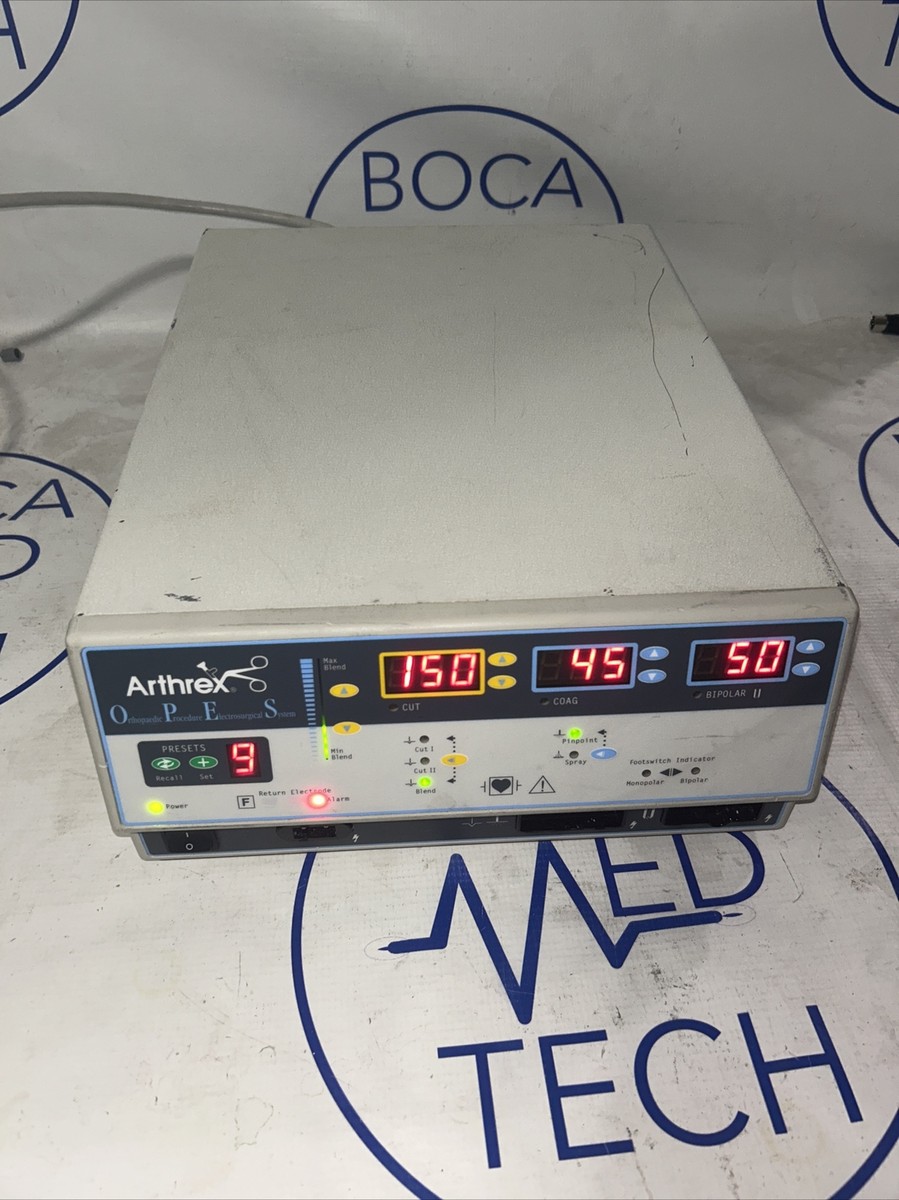 BOCA
CA
Arthrex®
Orthopaedic Procedure Electrosurgical System
Max
Blend
Min
Blend
150
CUT
45
COAG
50
BIPOLAR
PRESETS
9
Recall
Set
Power
F
Return Electrode
Alarm
Cut I
Cut II
Blend
Pinpoint
Spray
Footswitch Indicator
Monopolar
Bipolar
I
O
MED
TECH